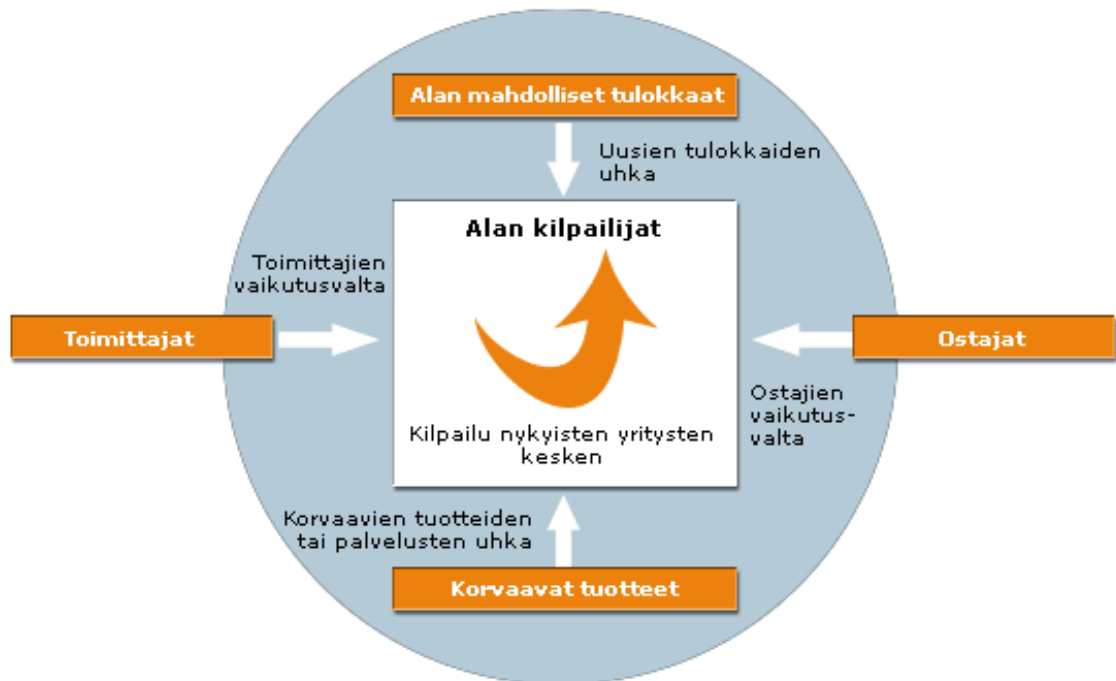 Alan mahdolliset tulokkaat
Uusien tulokkaiden
uhka
Alan kilpailijat
Toimittajien
vaikutusvalta
Toimittajat
Ostajat
Ostajien
vaikutus-
valta
Kilpailu nykyisten yritysten
kesken
Korvaavien tuotteiden
tai palvelusten uhka
Korvaavat tuotteet